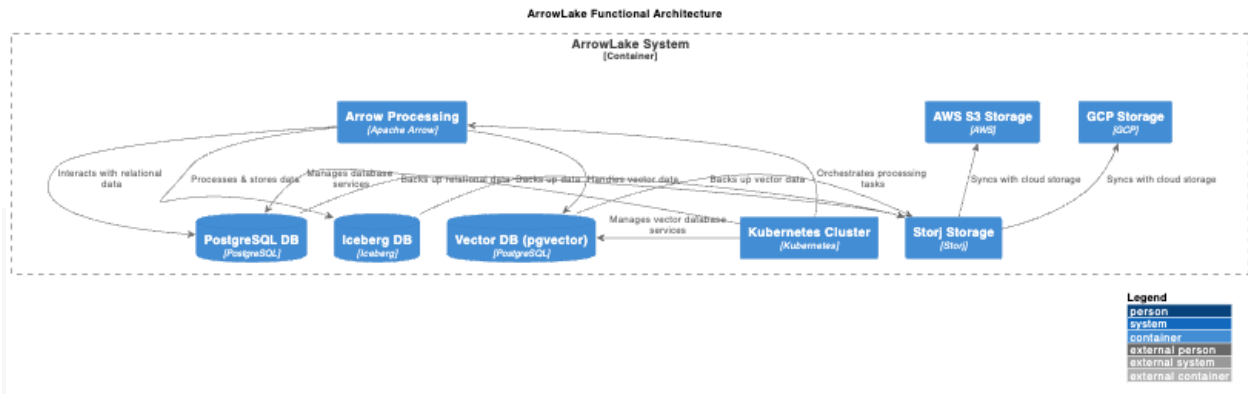 ArrowLake Functional Architecture
ArrowLake System
[Container]
Arrow Processing
[Apache Arrow]
AWS S3 Storage
[AWS]
GCP Storage
[GCP]
Interacts with relational
data
Processes & stores data
Manages database
services
Backs up relational data
Backs up data
Handles vector data
Backs up vector data
Orchestrates processing
tasks
Syncs with cloud storage
Syncs with cloud storage
Manages vector database
services
PostgreSQL DB
[PostgreSQL]
Iceberg DB
[Iceberg]
Vector DB (pgvector)
[PostgreSQL]
Kubernetes Cluster
[Kubernetes]
Storj Storage
[Storj]
Legend
person
system
container
external person
external system
external container